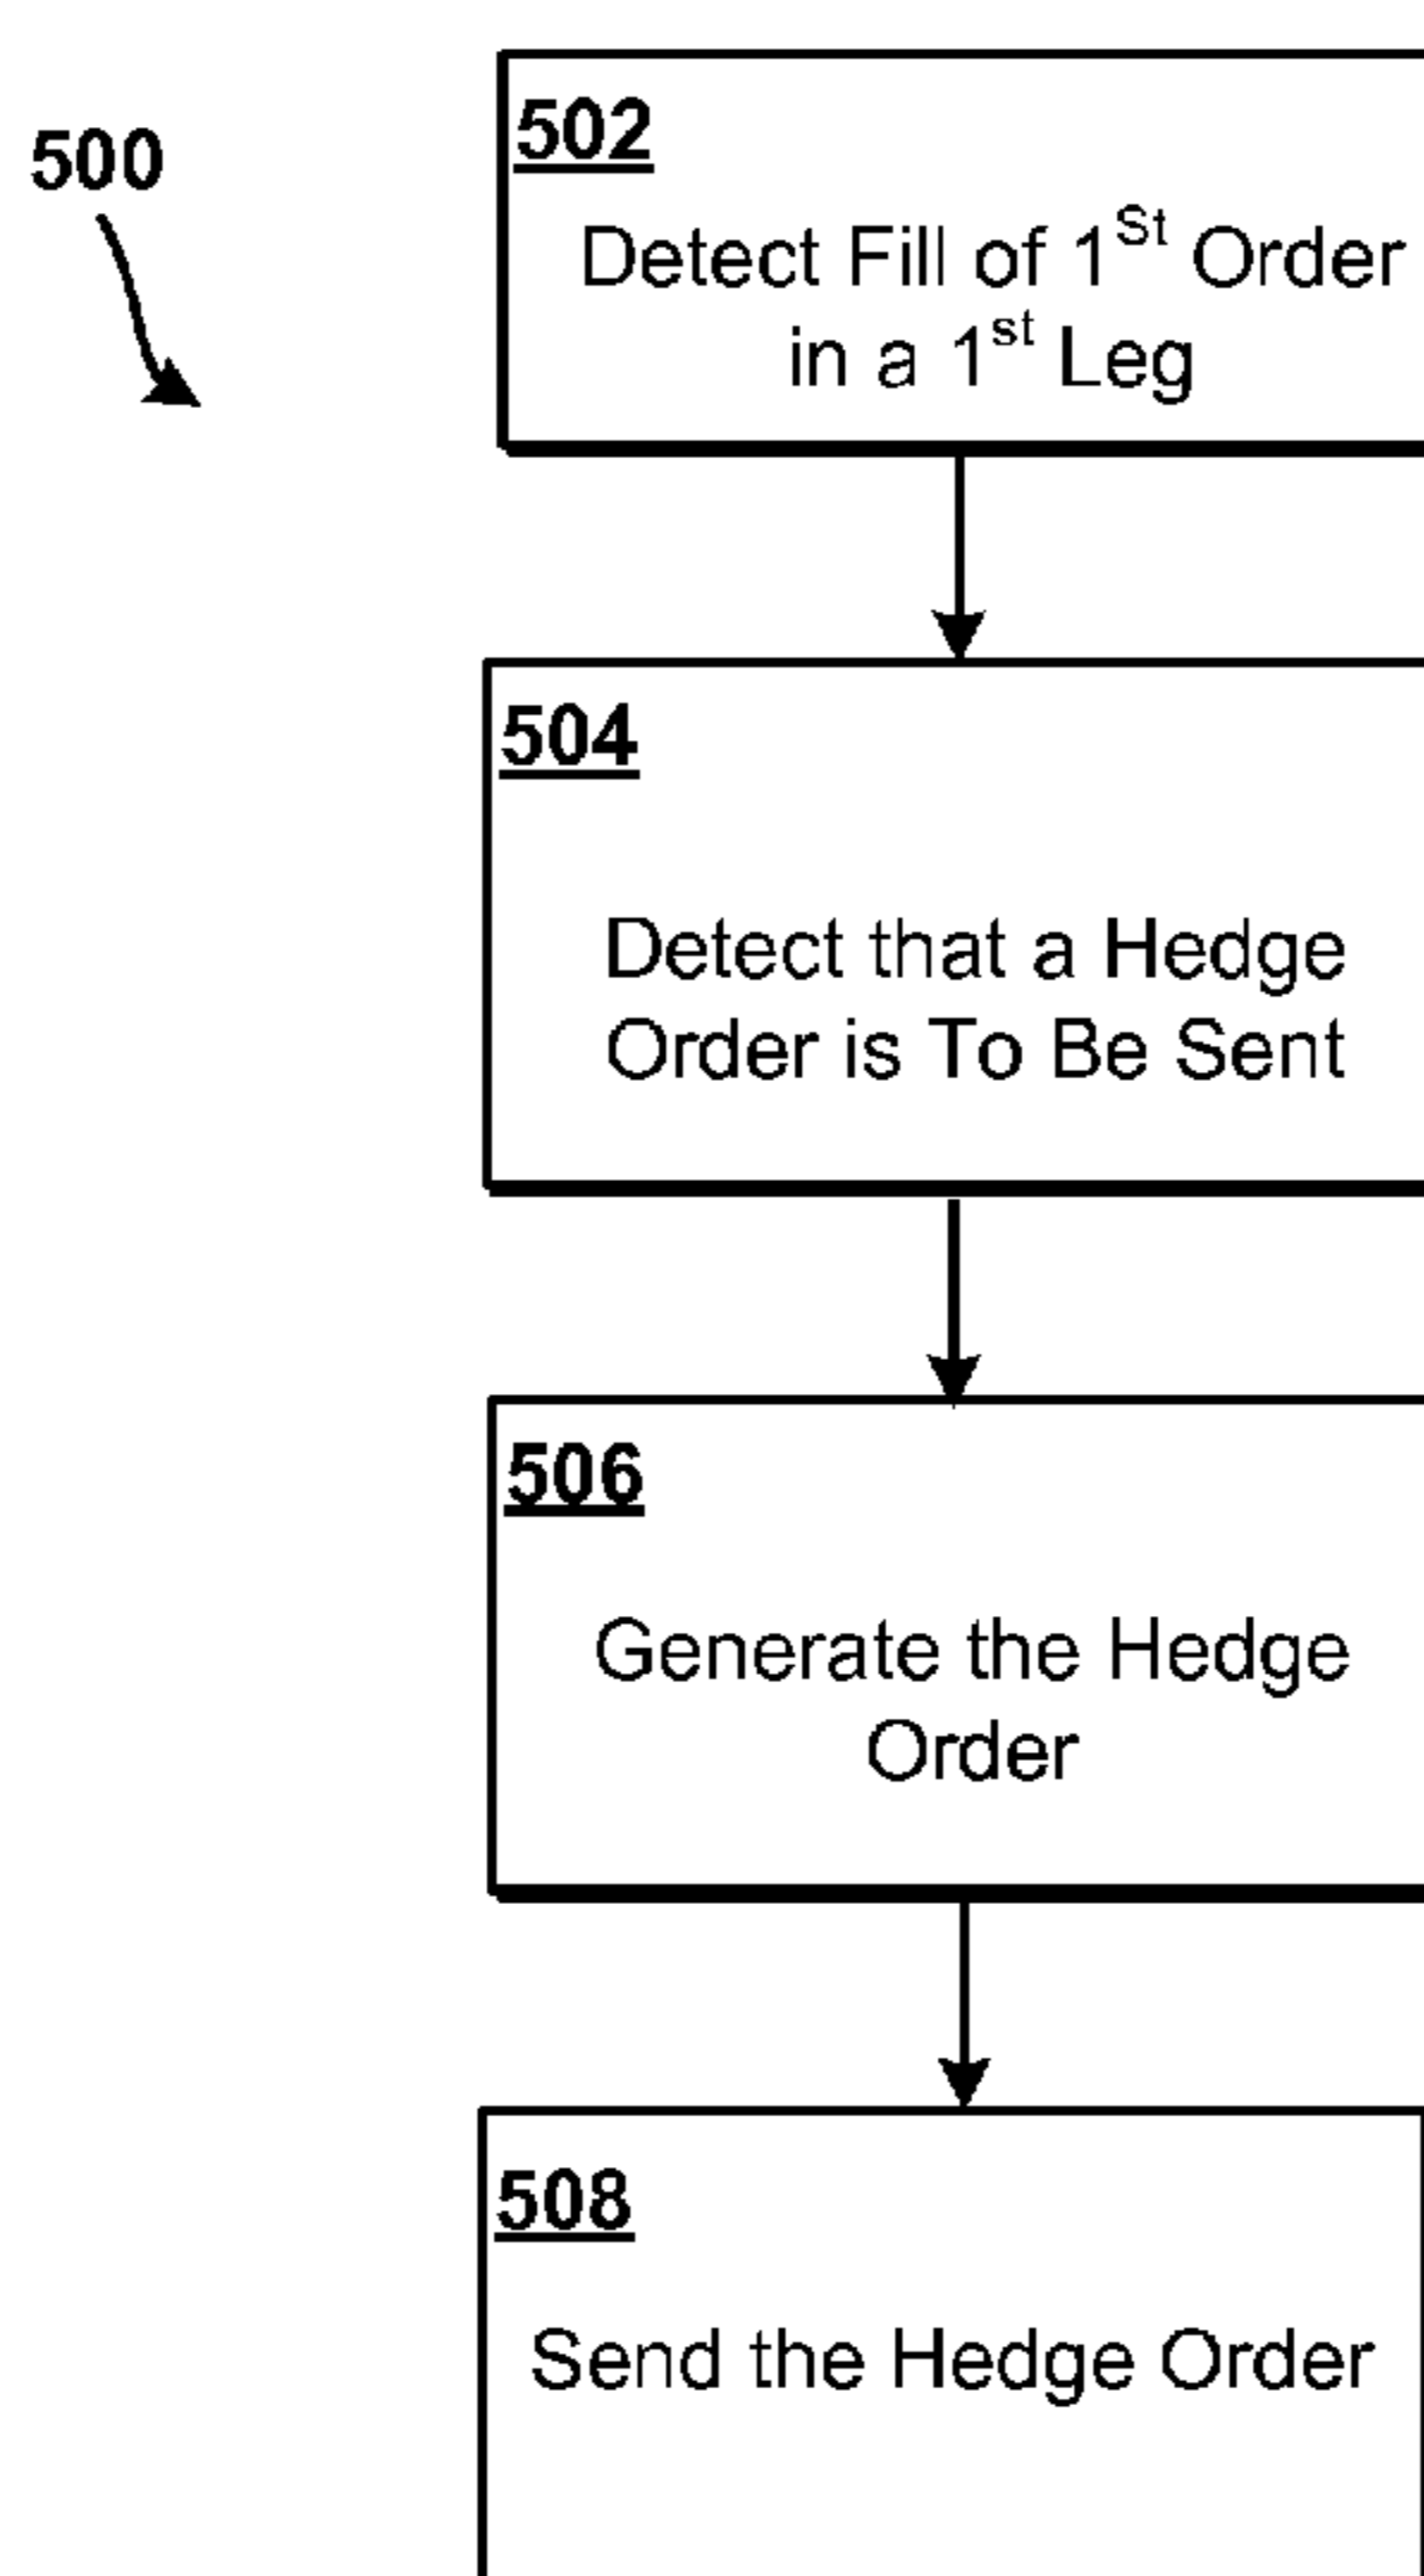 500
502
Detect Fill of 1St Order
in a 1st Leg
504
Detect that a Hedge
Order is To Be Sent
506
Generate the Hedge
Order
508
Send the Hedge Order